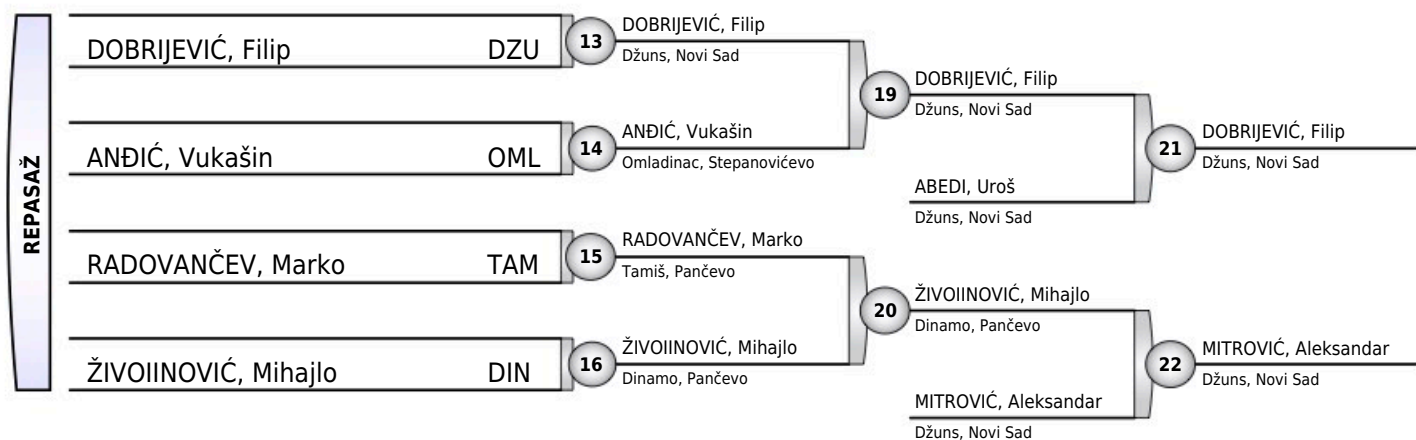 REPASAŽ
DOBRIJEVIĆ, Filip DZU
13
DOBRIJEVIĆ, Filip
Džuns, Novi Sad
ANĐIĆ, Vukašin OML
14
ANĐIĆ, Vukašin
Omladinac, Stepanovićevo
RADOVANČEV, Marko TAM
15
RADOVANČEV, Marko
Tamiš, Pančevo
ŽIVOIINOVIĆ, Mihajlo DIN
16
ŽIVOIINOVIĆ, Mihajlo
Dinamo, Pančevo
19
DOBRIJEVIĆ, Filip
Džuns, Novi Sad
ABEDI, Uroš
Džuns, Novi Sad
20
ŽIVOIINOVIĆ, Mihajlo
Dinamo, Pančevo
MITROVIĆ, Aleksandar
Džuns, Novi Sad
21
DOBRIJEVIĆ, Filip
Džuns, Novi Sad
22
MITROVIĆ, Aleksandar
Džuns, Novi Sad